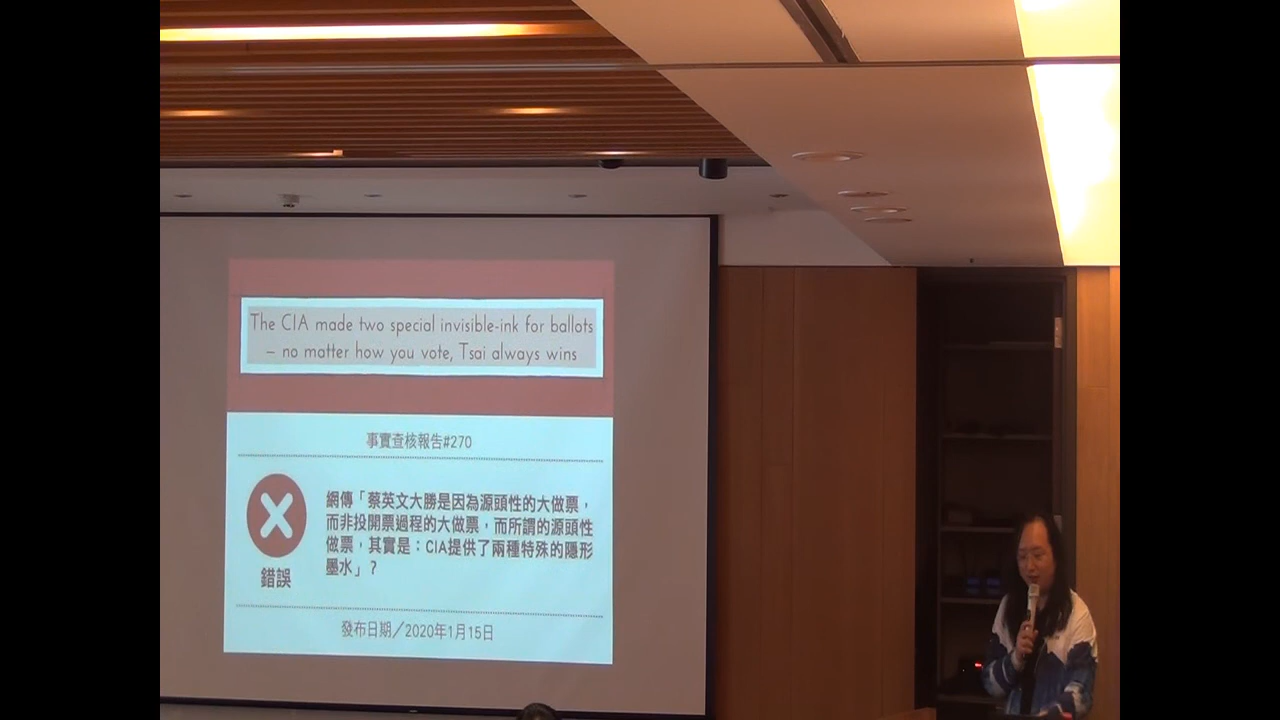 The CIA made two special invisible-ink for ballots
– no matter how you vote, Tsai always wins
事實查核報告#270
網傳「蔡英文大勝是因為源頭性的大做票，
而非投開票過程的大做票，而所謂的源頭性
做票，其實是：CIA提供了兩種特殊的隱形
墨水」？
錯誤
發布日期／2020年1月15日